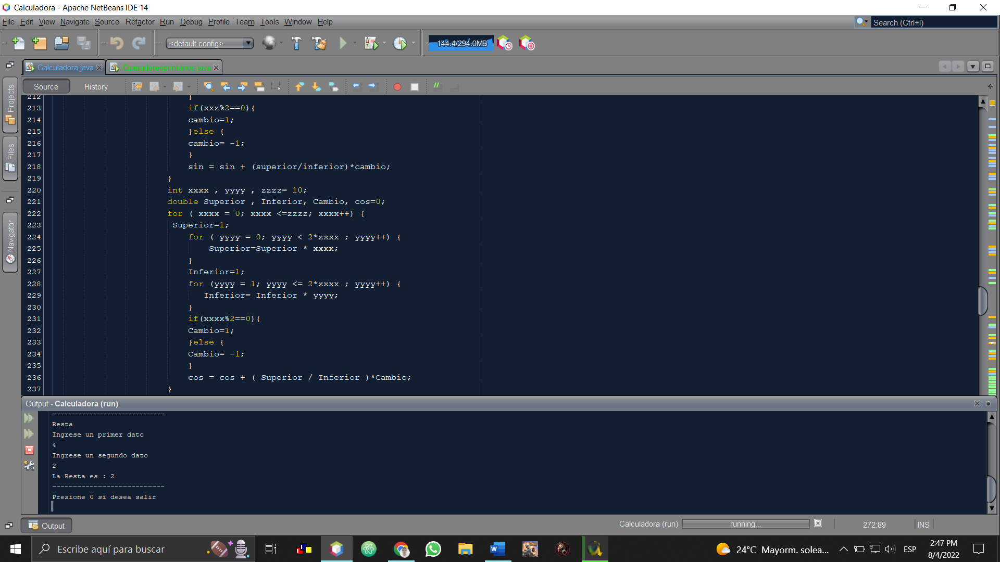 Calculadora - Apache NetBeans IDE 14
File Edit View Navigate Source Refactor Run Debug Profile Team Tools Window Help
Search (Ctrl+I)
<default config>
144.4/294.0MB
Calculadora.java
Operadoresprimarios.java
Source
History
Projects
Files
Navigator
212 }
213 if(xxx%2==0){
214 cambio=1;
215 }else {
216 cambio= -1;
217 }
218 sin = sin + (superior/inferior)*cambio;
219 }
220 int xxxx , yyyy , zzzz= 10;
221 double Superior , Inferior, Cambio, cos=0;
222 for ( xxxx = 0; xxxx <=zzzz; xxxx++) {
223 Superior=1;
224 for ( yyyy = 0; yyyy < 2*xxxx ; yyyy++) {
225 Superior=Superior * xxxx;
226 }
227 Inferior=1;
228 for (yyyy = 1; yyyy <= 2*xxxx ; yyyy++) {
229 Inferior= Inferior * yyyy;
230 }
231 if(xxxx%2==0){
232 Cambio=1;
233 }else {
234 Cambio= -1;
235 }
236 cos = cos + ( Superior / Inferior )*Cambio;
237 }
Output - Calculadora (run)
---------------------------
Resta
Ingrese un primer dato
4
Ingrese un segundo dato
2
La Resta es : 2
---------------------------
Presione 0 si desea salir
Output
Calculadora (run)
running...
272:89
INS
Escribe aquí para buscar
24°C Mayorm. solea...
ESP
2:47 PM
8/4/2022